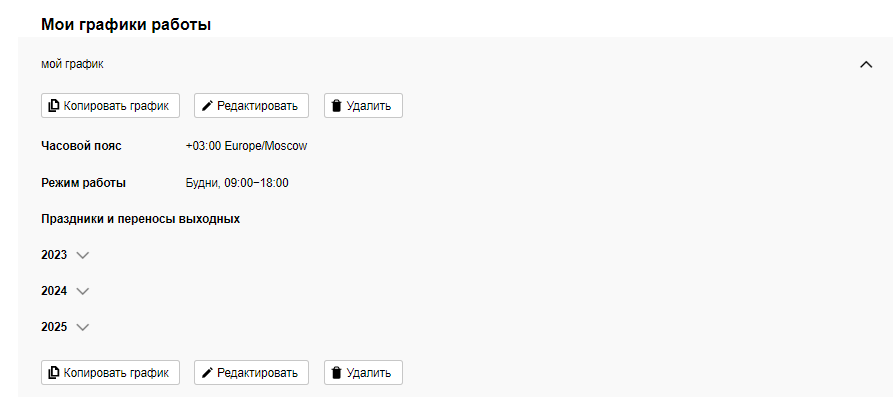 Мои графики работы
мой график
Копировать график Редактировать Удалить
Часовой пояс +03:00 Europe/Moscow
Режим работы Будни, 09:00−18:00
Праздники и переносы выходных
2023
2024
2025
Копировать график Редактировать Удалить